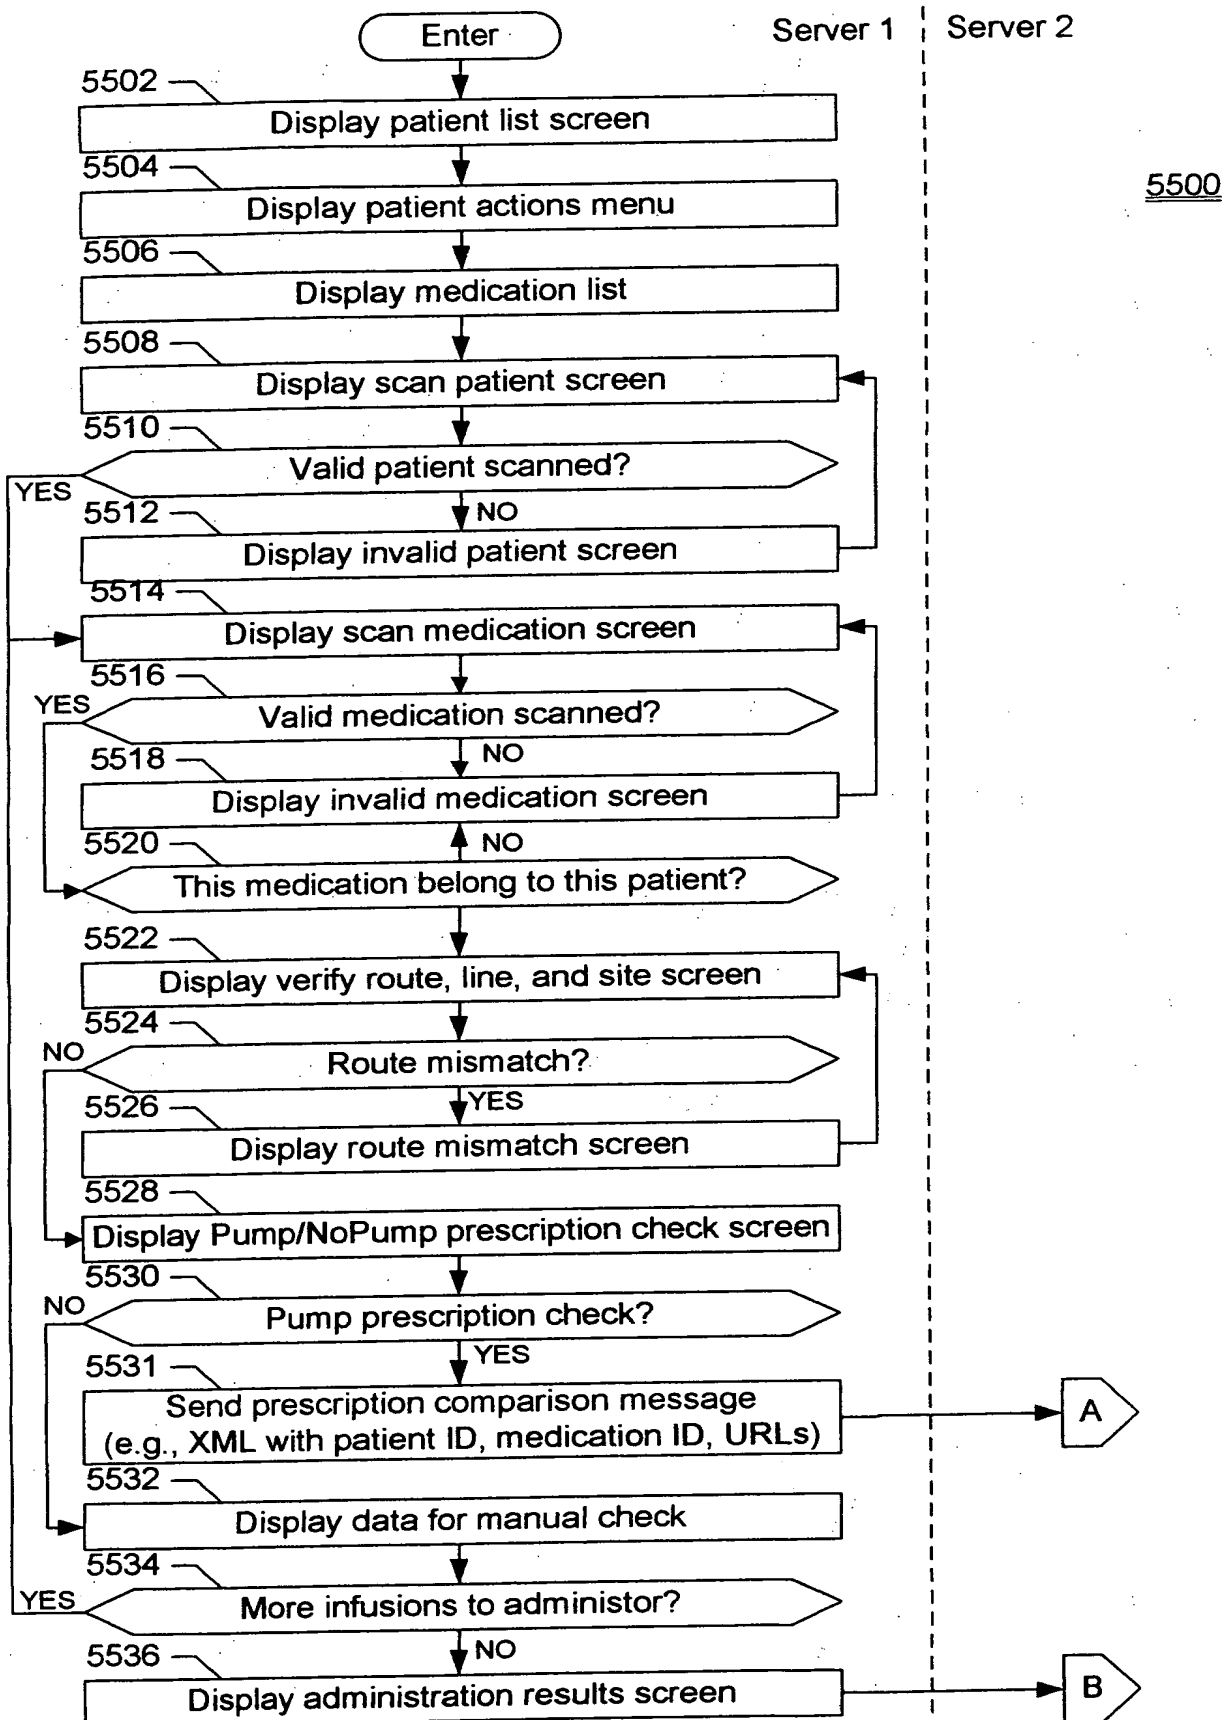 Enter
Server 1
Server 2
5500
5502
Display patient list screen
5504
Display patient actions menu
5506
Display medication list
5508
Display scan patient screen
5510
Valid patient scanned?
YES
NO
5512
Display invalid patient screen
5514
Display scan medication screen
5516
YES
Valid medication scanned?
NO
5518
Display invalid medication screen
NO
5520
This medication belong to this patient?
5522
Display verify route, line, and site screen
5524
NO
Route mismatch?
YES
5526
Display route mismatch screen
5528
Display Pump/NoPump prescription check screen
5530
NO
Pump prescription check?
YES
5531
Send prescription comparison message
(e.g., XML with patient ID, medication ID, URLs)
A
5532
Display data for manual check
5534
YES
More infusions to administor?
NO
5536
Display administration results screen
B